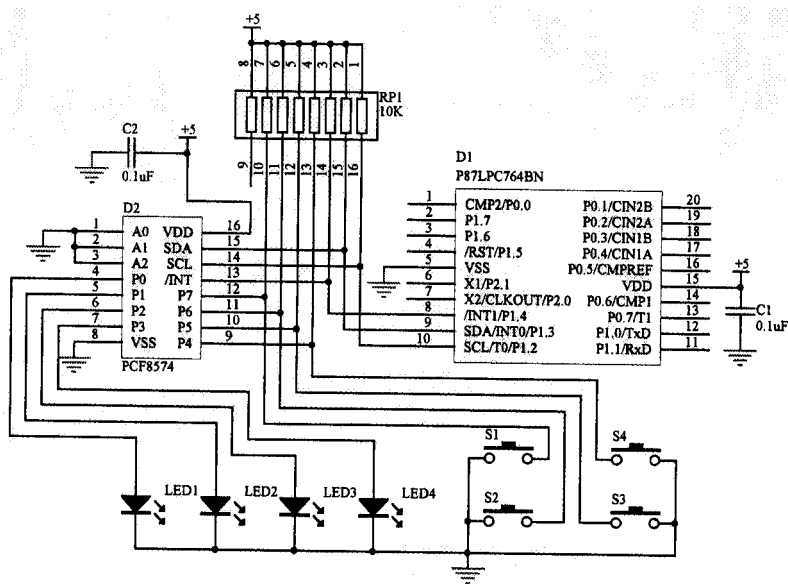 +5
8 7 6 5 4 3 2 1
RP1
10K
9 10 11 12 13 14 15 16
C2
0.1uF
+5
D2
1 A0 VDD 16
2 A1 SDA 15
3 A2 SCL 14
4 P0 /INT 13
5 P1 P7 12
6 P2 P6 11
7 P3 P5 10
8 VSS P4 9
PCF8574
D1
P87LPC764BN
1 CMP2/P0.0 P0.1/CIN2B 20
2 P1.7 P0.2/CIN2A 19
3 P1.6 P0.3/CIN1B 18
4 /RST/P1.5 P0.4/CIN1A 17
5 VSS P0.5/CMPREF 16
6 X1/P2.1 VDD 15
7 X2/CLKOUT/P2.0 P0.6/CMP1 14
8 /INT1/P1.4 P0.7/T1 13
9 SDA/INT0/P1.3 P1.0/TxD 12
10 SCL/T0/P1.2 P1.1/RxD 11
+5
C1
0.1uF
S1
S4
S2
S3
LED1
LED2
LED3
LED4